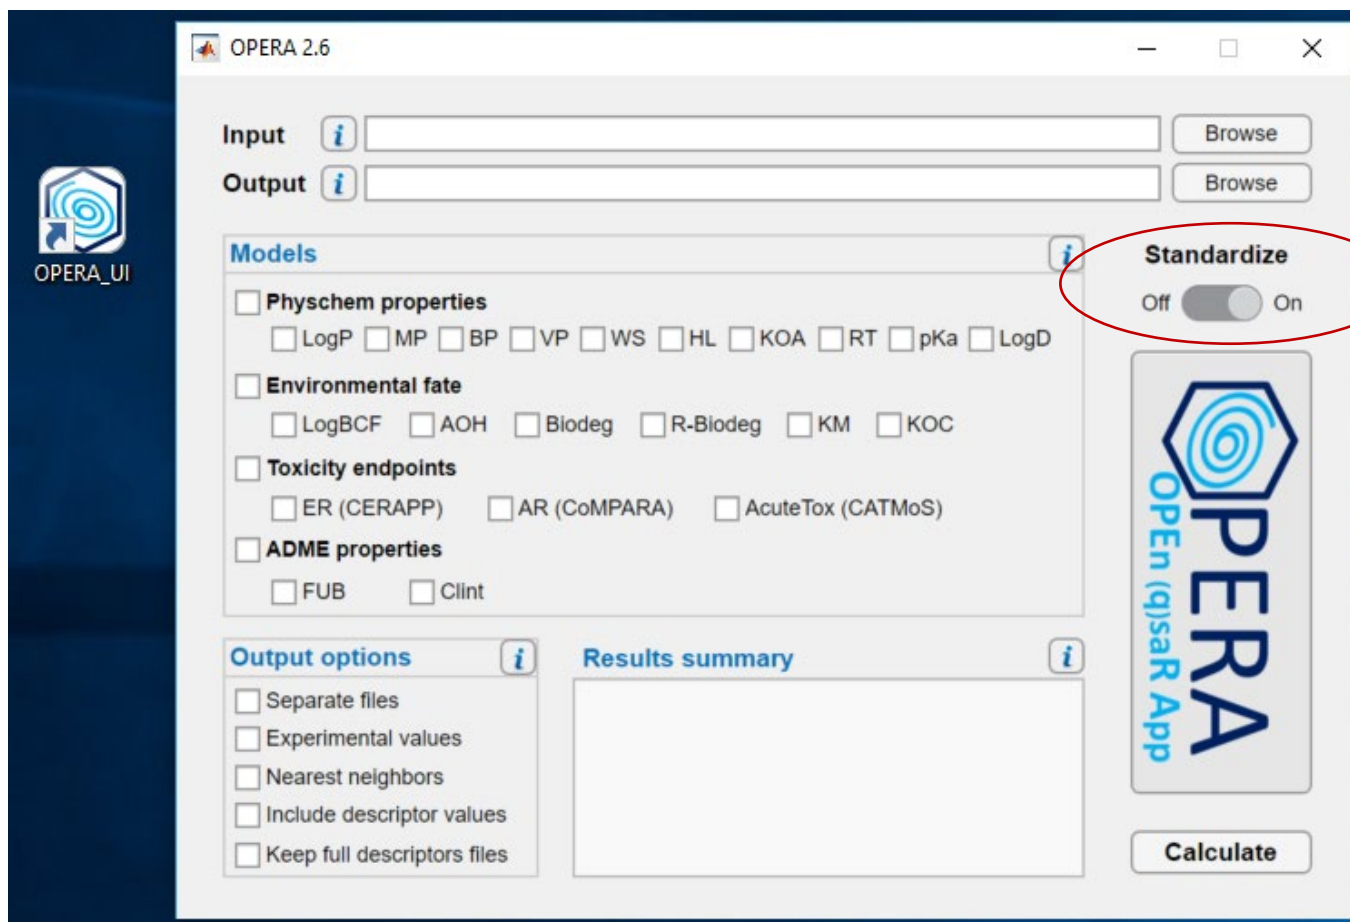 OPERA 2.6
OPERA_UI
Input i Browse
Output i Browse
Models i
Physchem properties
LogP MP BP VP WS HL KOA RT pKa LogD
Environmental fate
LogBCF AOH Biodeg R-Biodeg KM KOC
Toxicity endpoints
ER (CERAPP) AR (CoMPARA) AcuteTox (CATMoS)
ADME properties
FUB Clint
Standardize
Off On
OPERA
OPEn (q)saR App
Output options i
Separate files
Experimental values
Nearest neighbors
Include descriptor values
Keep full descriptors files
Results summary i
Calculate